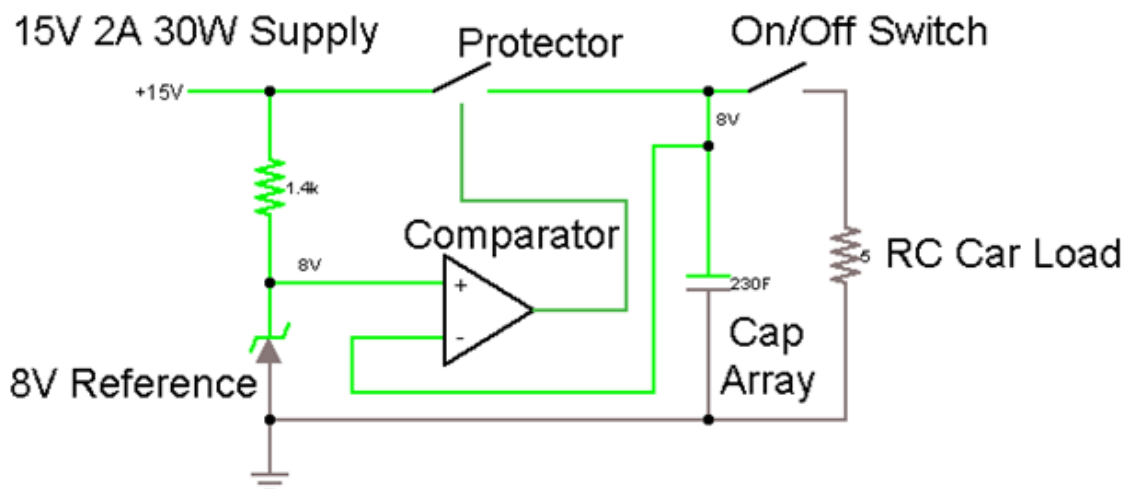 15V 2A 30W Supply
Protector
On/Off Switch
+15V
8V
1.4k
Comparator
8V
+
-
5
RC Car Load
230F
Cap
Array
8V Reference